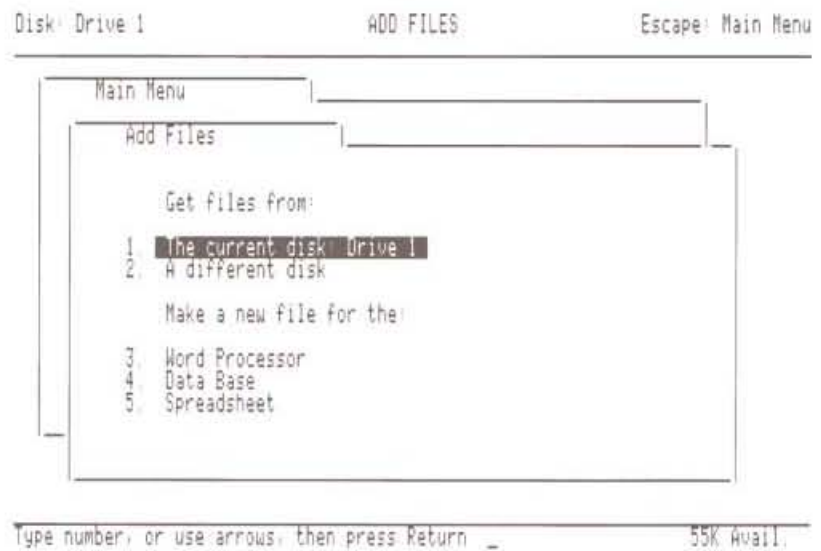 Disk: Drive 1 ADD FILES Escape: Main Menu
Main Menu
Add Files
Get files from:
1. The current disk: Drive 1
2. A different disk
Make a new file for the:
3. Word Processor
4. Data Base
5. Spreadsheet
Type number, or use arrows, then press Return _ 55K Avail.